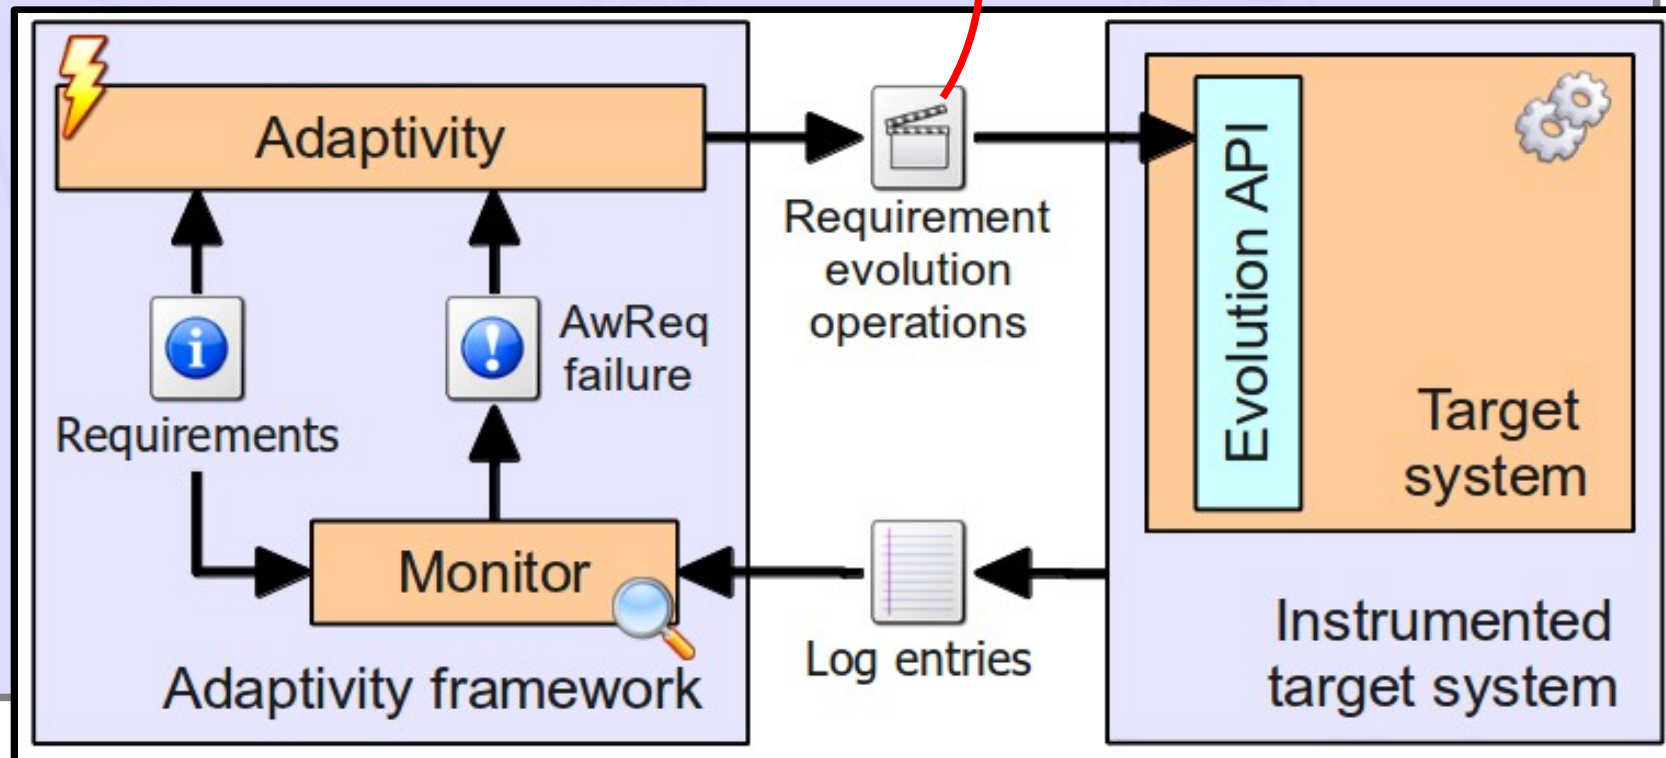 Adaptivity
Requirement
evolution
operations
Evolution API
AwReq
failure
Requirements
Target
system
Monitor
Log entries
Instrumented
target system
Adaptivity framework